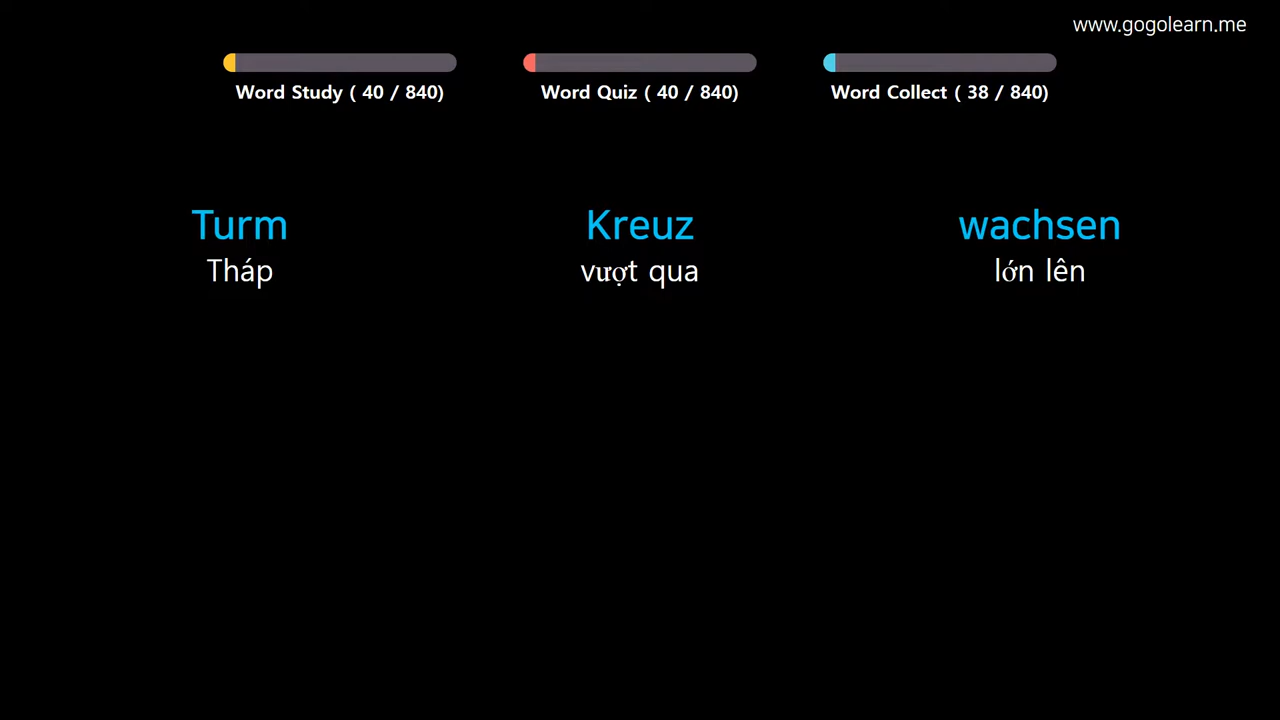 www.gogolearn.me
Word Study ( 40 / 840)
Word Quiz ( 40 / 840)
Word Collect ( 38 / 840)
Turm
Tháp
Kreuz
vượt qua
wachsen
lớn lên